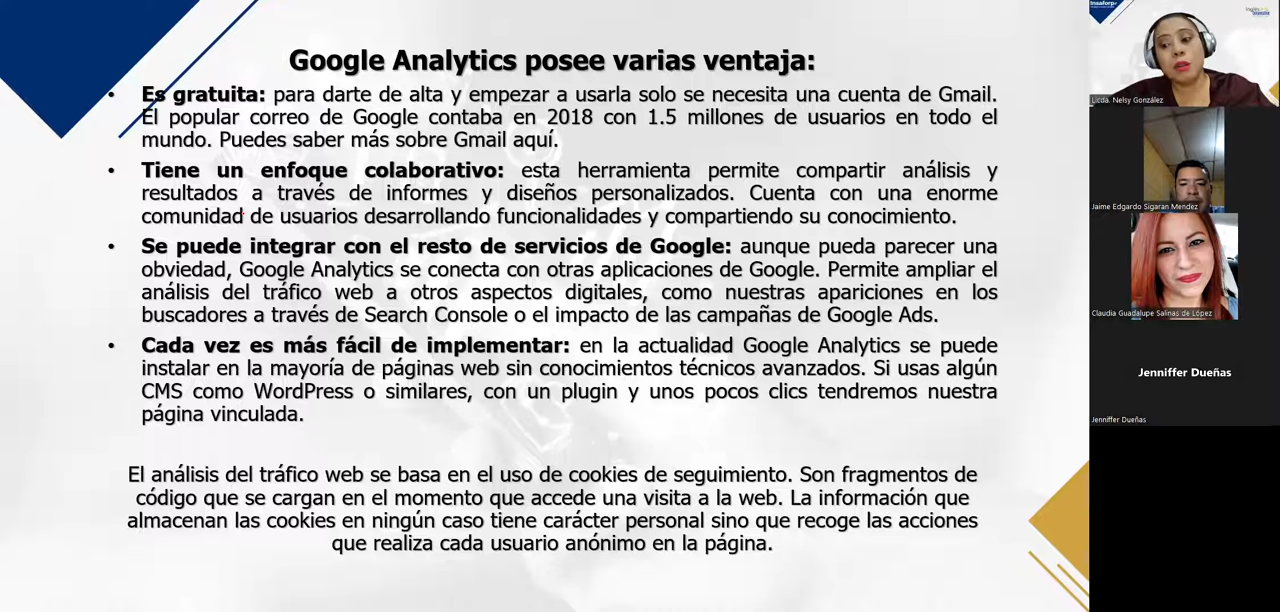 Google Analytics posee varias ventaja:
• Es gratuita: para darte de alta y empezar a usarla solo se necesita una cuenta de Gmail.
El popular correo de Google contaba en 2018 con 1.5 millones de usuarios en todo el
mundo. Puedes saber más sobre Gmail aquí.
• Tiene un enfoque colaborativo: esta herramienta permite compartir análisis y
resultados a través de informes y diseños personalizados. Cuenta con una enorme
comunidad de usuarios desarrollando funcionalidades y compartiendo su conocimiento.
• Se puede integrar con el resto de servicios de Google: aunque pueda parecer una
obviedad, Google Analytics se conecta con otras aplicaciones de Google. Permite ampliar el
análisis del tráfico web a otros aspectos digitales, como nuestras apariciones en los
buscadores a través de Search Console o el impacto de las campañas de Google Ads.
• Cada vez es más fácil de implementar: en la actualidad Google Analytics se puede
instalar en la mayoría de páginas web sin conocimientos técnicos avanzados. Si usas algún
CMS como WordPress o similares, con un plugin y unos pocos clics tendremos nuestra
página vinculada.
El análisis del tráfico web se basa en el uso de cookies de seguimiento. Son fragmentos de
código que se cargan en el momento que accede una visita a la web. La información que
almacenan las cookies en ningún caso tiene carácter personal sino que recoge las acciones
que realiza cada usuario anónimo en la página.
Insaforp
Licda. Nelsy González
Jaime Edgardo Sigaran Mendez
Claudia Guadalupe Salinas de López
Jenniffer Dueñas
Jenniffer Dueñas